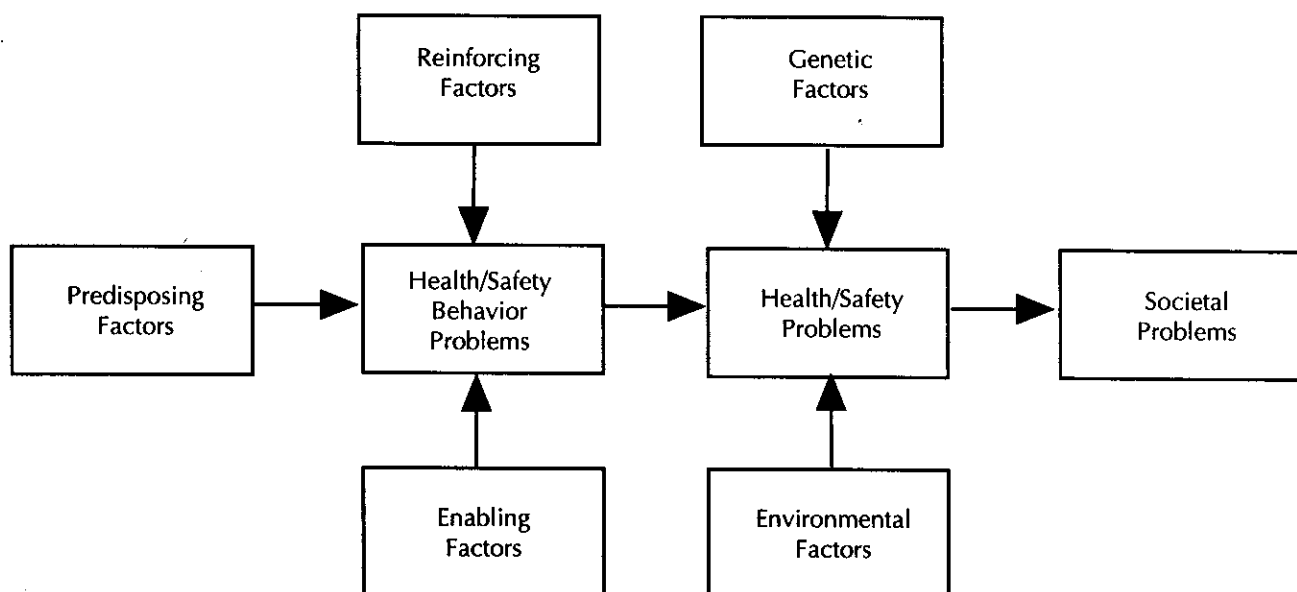 Reinforcing
Factors
Genetic
Factors
Predisposing
Factors
Health/Safety
Behavior
Problems
Health/Safety
Problems
Societal
Problems
Enabling
Factors
Environmental
Factors